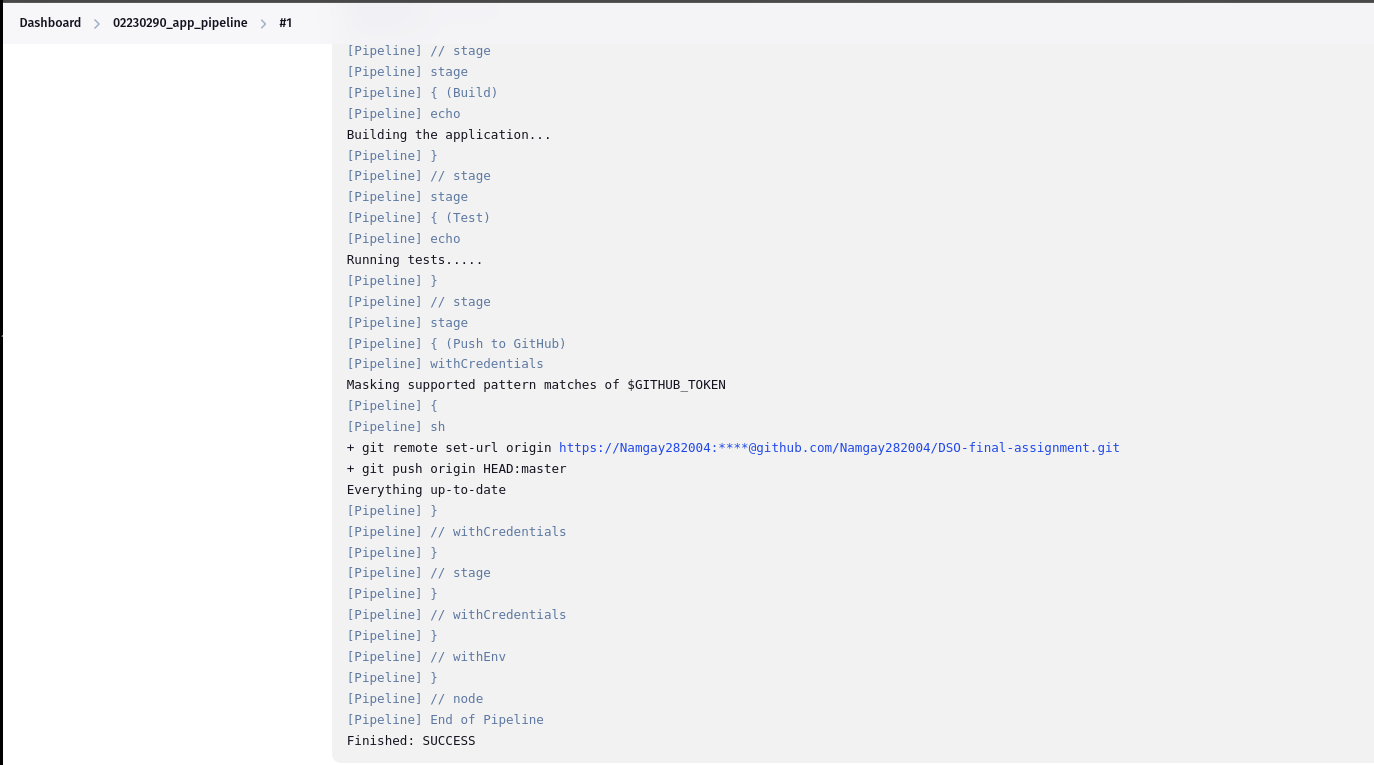 Dashboard > 02230290_app_pipeline > #1
[Pipeline] // stage
[Pipeline] stage
[Pipeline] { (Build)
[Pipeline] echo
Building the application...
[Pipeline] }
[Pipeline] // stage
[Pipeline] stage
[Pipeline] { (Test)
[Pipeline] echo
Running tests.....
[Pipeline] }
[Pipeline] // stage
[Pipeline] stage
[Pipeline] { (Push to GitHub)
[Pipeline] withCredentials
Masking supported pattern matches of $GITHUB_TOKEN
[Pipeline] {
[Pipeline] sh
+ git remote set-url origin https://Namgay282004:****@github.com/Namgay282004/DSO-final-assignment.git
+ git push origin HEAD:master
Everything up-to-date
[Pipeline] }
[Pipeline] // withCredentials
[Pipeline] }
[Pipeline] // stage
[Pipeline] }
[Pipeline] // withCredentials
[Pipeline] }
[Pipeline] // withEnv
[Pipeline] }
[Pipeline] // node
[Pipeline] End of Pipeline
Finished: SUCCESS